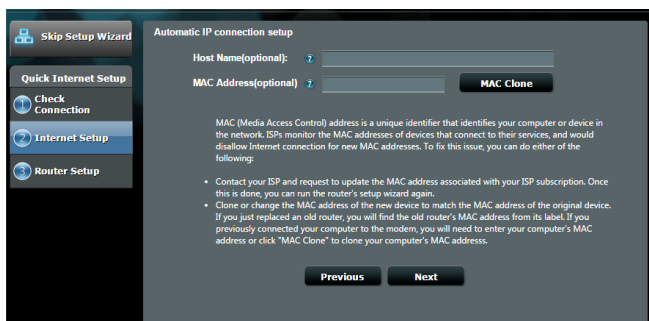 Skip Setup Wizard
Quick Internet Setup
1 Check
Connection
2 Internet Setup
3 Router Setup
Automatic IP connection setup
Host Name(optional): ?
MAC Address(optional) ? MAC Clone
MAC (Media Access Control) address is a unique identifier that identifies your computer or device in
the network. ISPs monitor the MAC addresses of devices that connect to their services, and would
disallow Internet connection for new MAC addresses. To fix this issue, you can do either of the
following:
• Contact your ISP and request to update the MAC address associated with your ISP subscription. Once
this is done, you can run the router's setup wizard again.
• Clone or change the MAC address of the new device to match the MAC address of the original device.
If you just replaced an old router, you will find the old router's MAC address from its label. If you
previously connected your computer to the modem, you will need to enter your computer's MAC
address or click "MAC Clone" to clone your computer's MAC addresss.
Previous Next